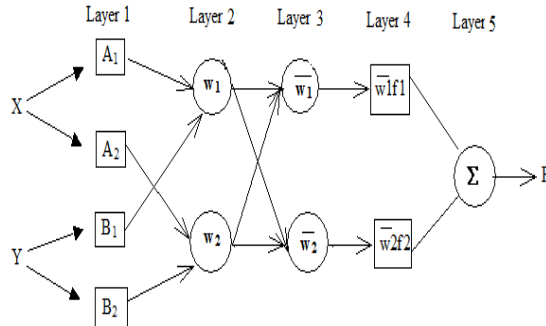 Layer 1 Layer 2 Layer 3 Layer 4 Layer 5
A₁
w₁ w̅₁ w̅1f1
X
A₂
Σ F
B₁
w₂ w̅₂ w̅2f2
Y
B₂